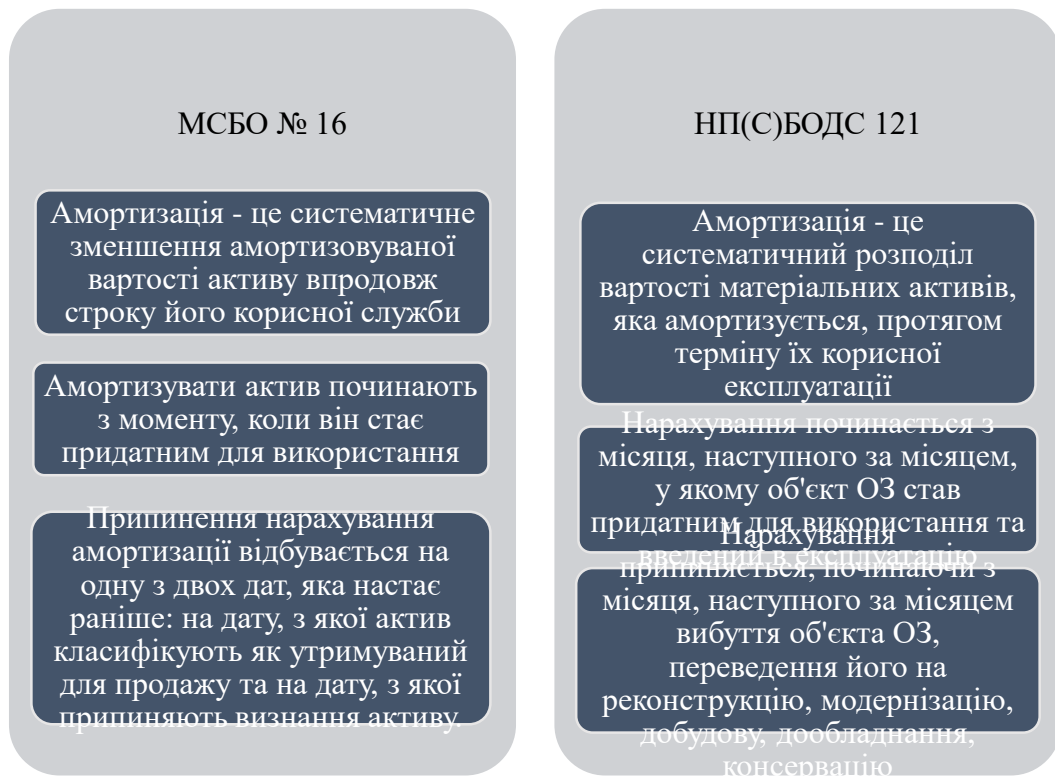 МСБО № 16
Амортизація - це систематичне
зменшення амортизовуваної
вартості активу впродовж
строку його корисної служби
Амортизувати актив починають
з моменту, коли він стає
придатним для використання
Припинення нарахування
амортизації відбувається на
одну з двох дат, яка настає
раніше: на дату, з якої актив
класифікують як утримуваний
для продажу та на дату, з якої
припиняють визнання активу.
НП(С)БОДС 121
Амортизація - це
систематичний розподіл
вартості матеріальних активів,
яка амортизується, протягом
терміну їх корисної
експлуатації
Нарахування починається з
місяця, наступного за місяцем,
у якому об'єкт ОЗ став
придатним для використання та
введений в експлуатацію
Нарахування
припиняється, починаючи з
місяця, наступного за місяцем
вибуття об'єкта ОЗ,
переведення його на
реконструкцію, модернізацію,
добудову, дообладнання,
консервацію